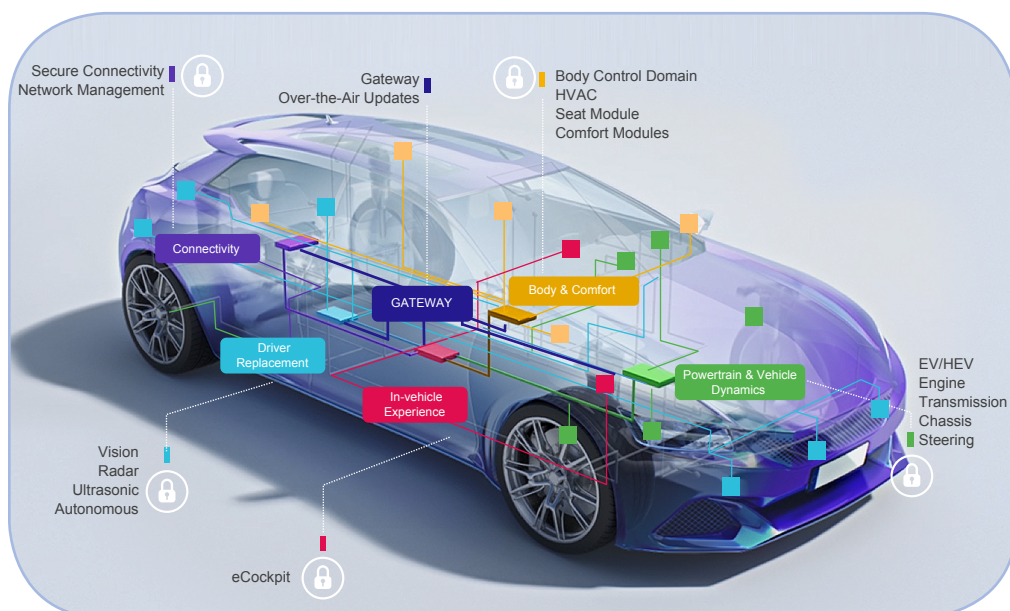 Secure Connectivity
Network Management
Gateway
Over-the-Air Updates
Body Control Domain
HVAC
Seat Module
Comfort Modules
Connectivity
GATEWAY
Body & Comfort
Driver
Replacement
In-vehicle
Experience
Powertrain & Vehicle
Dynamics
EV/HEV
Engine
Transmission
Chassis
Steering
Vision
Radar
Ultrasonic
Autonomous
eCockpit